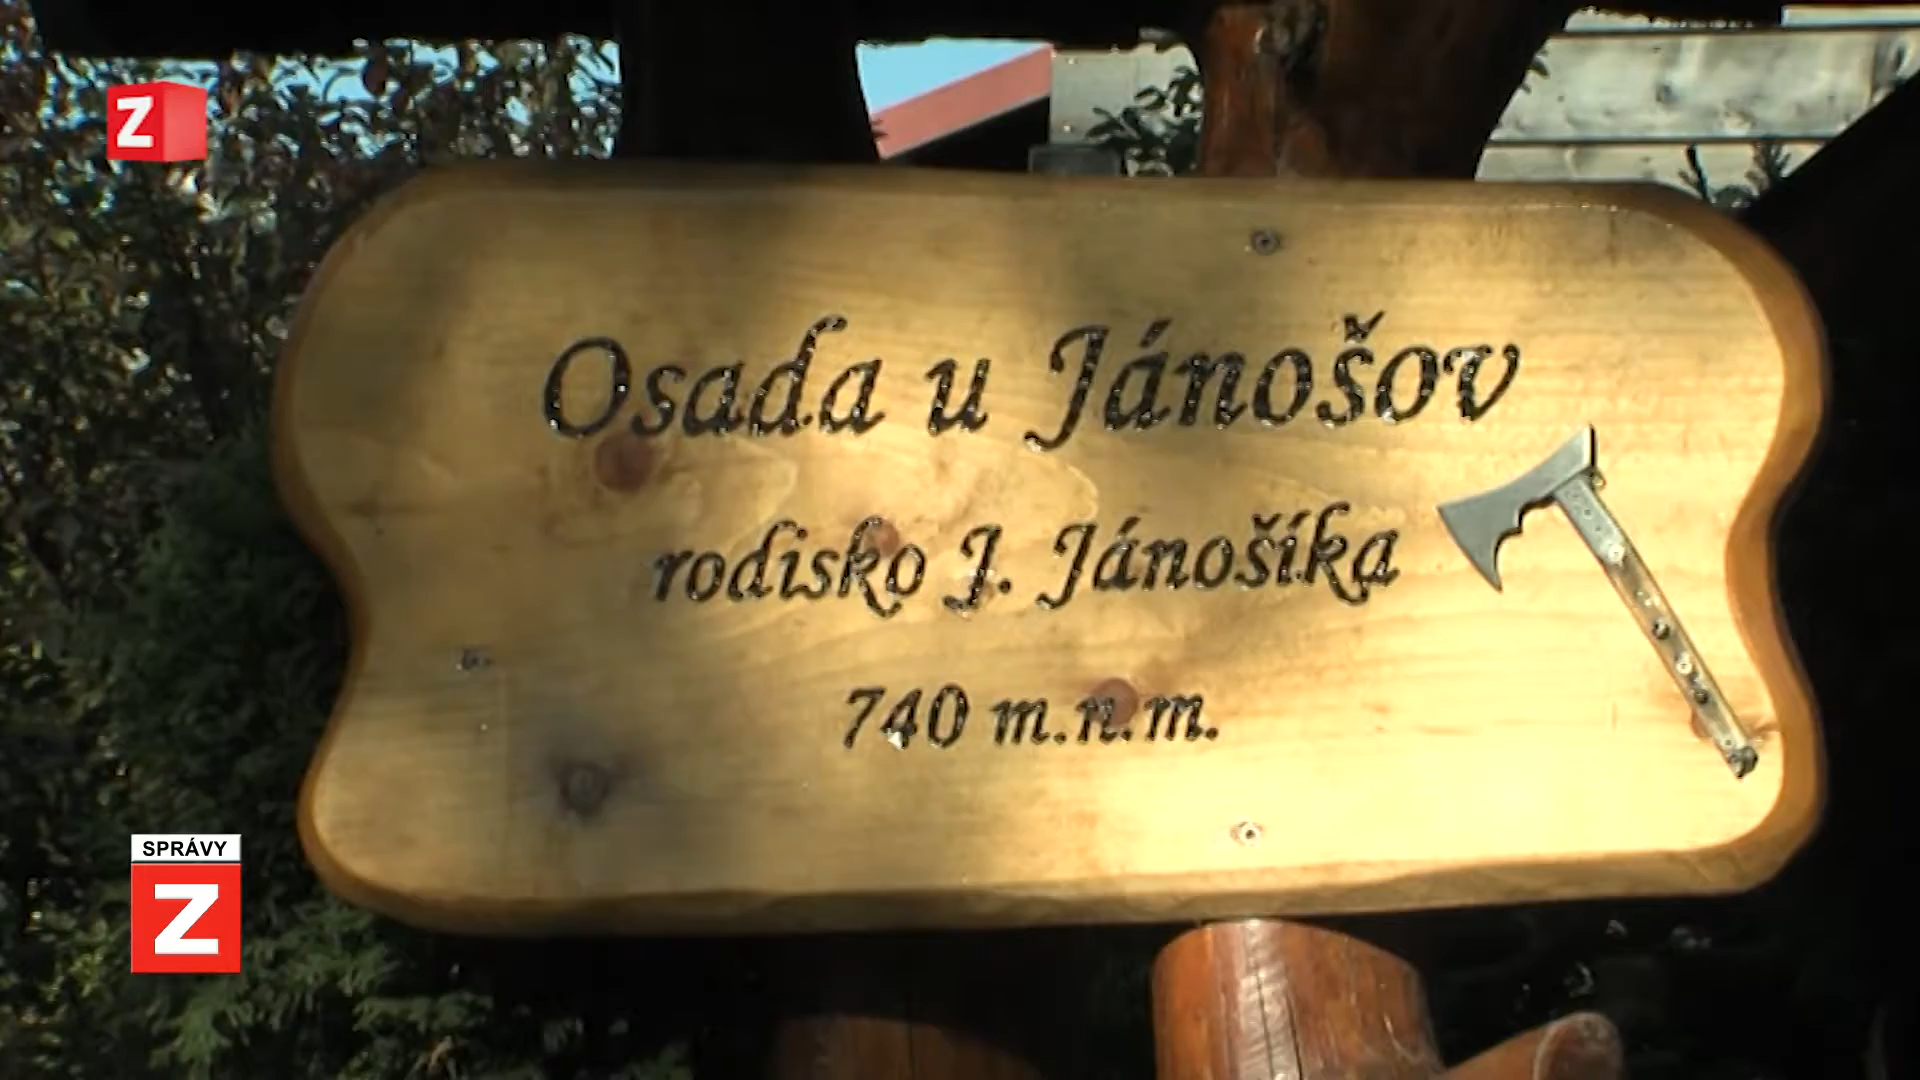 Z
Osada u Jánošov
rodisko J. Jánošíka
740 m.n.m.
SPRÁVY
Z